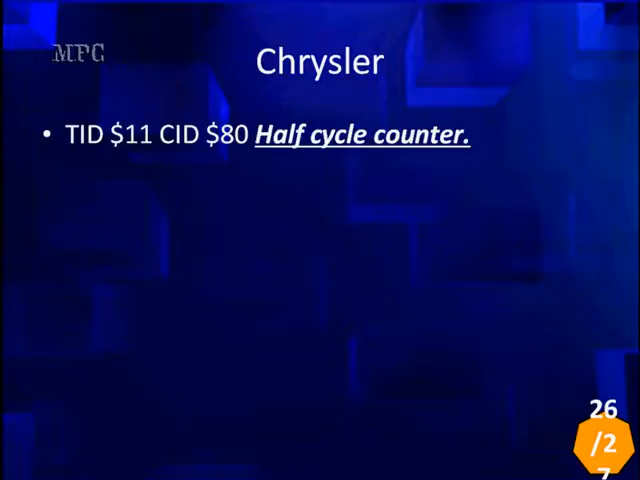 MPC
Chrysler
• TID $11 CID $80 Half cycle counter.
26
/2
7